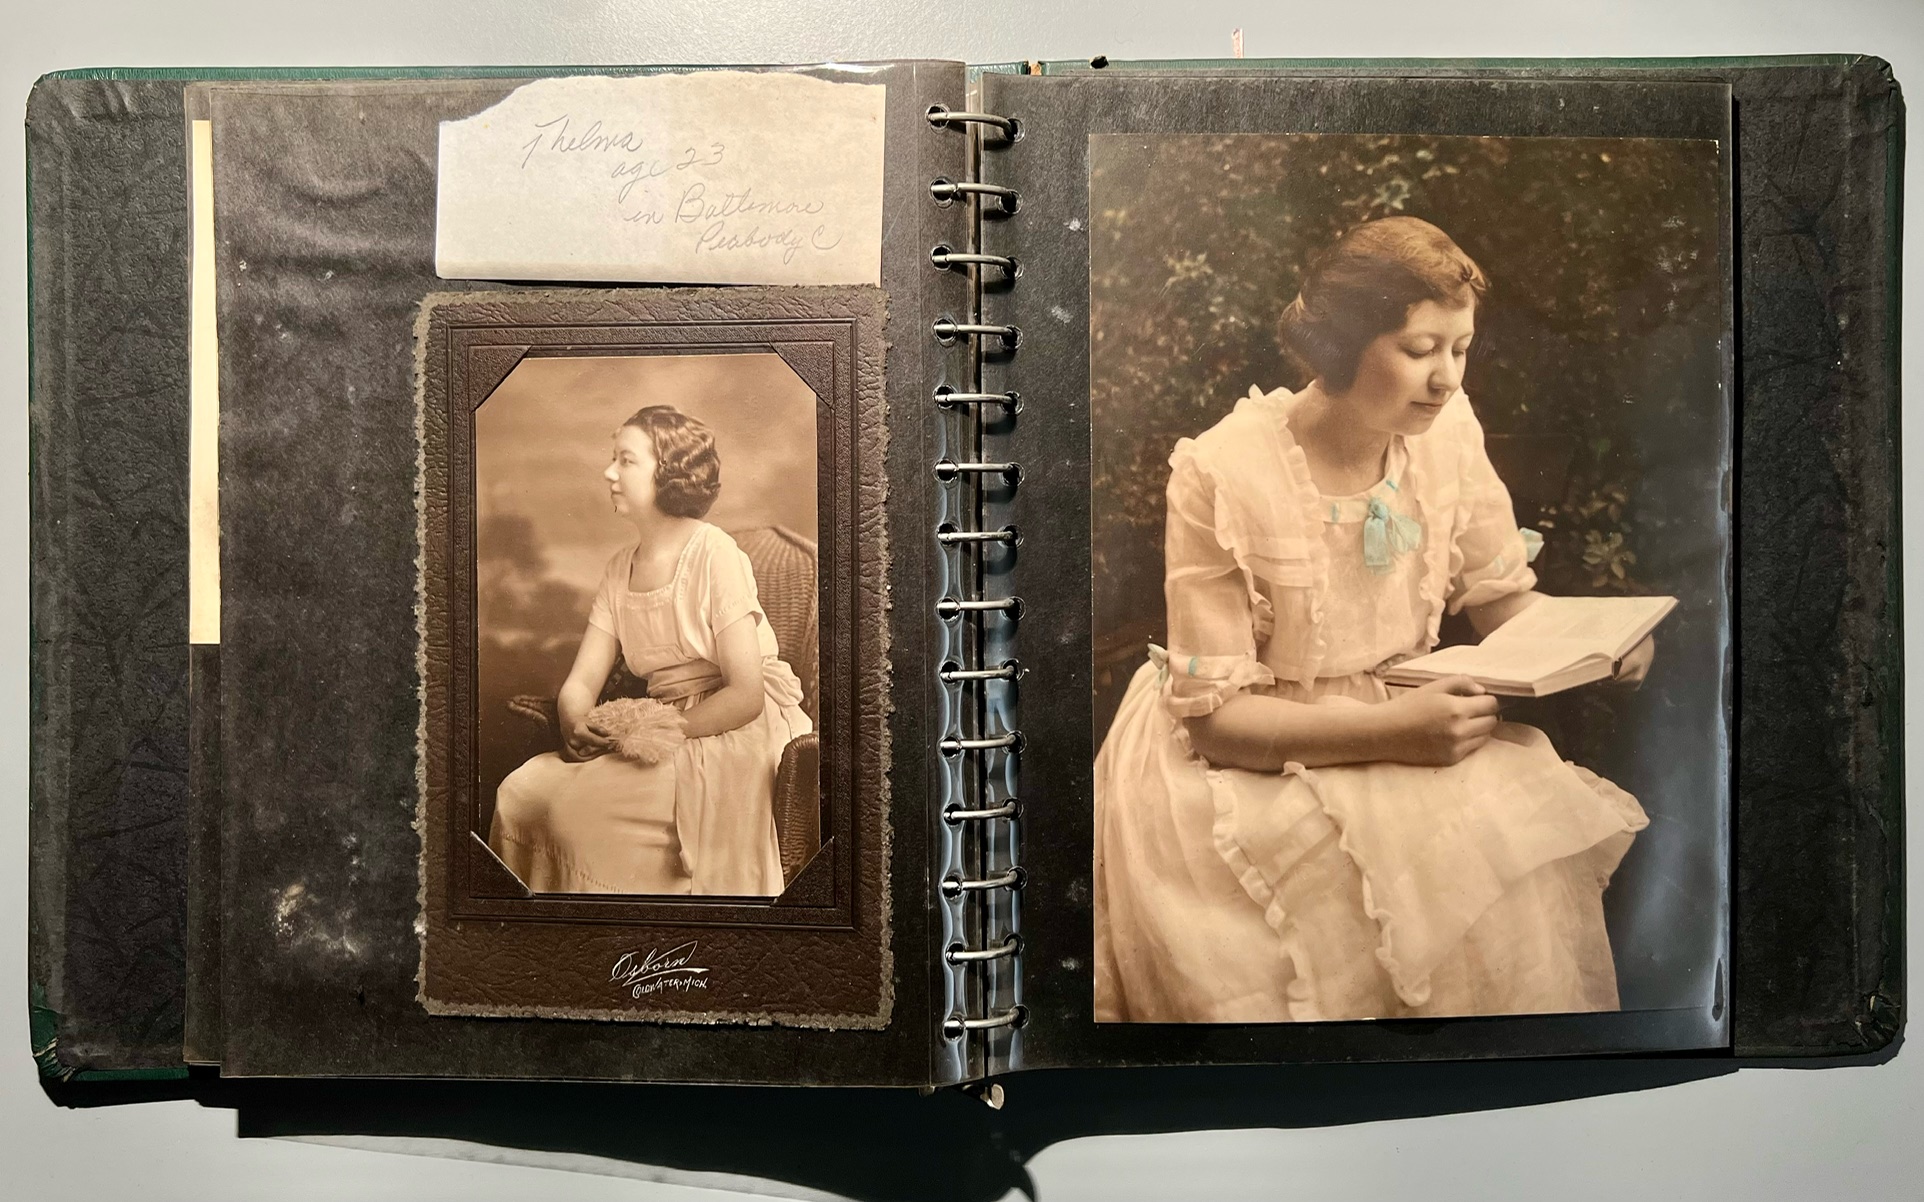 Thelma
age 23
in Baltimore
Peabody C
Osborn
COLDWATER, MICH.